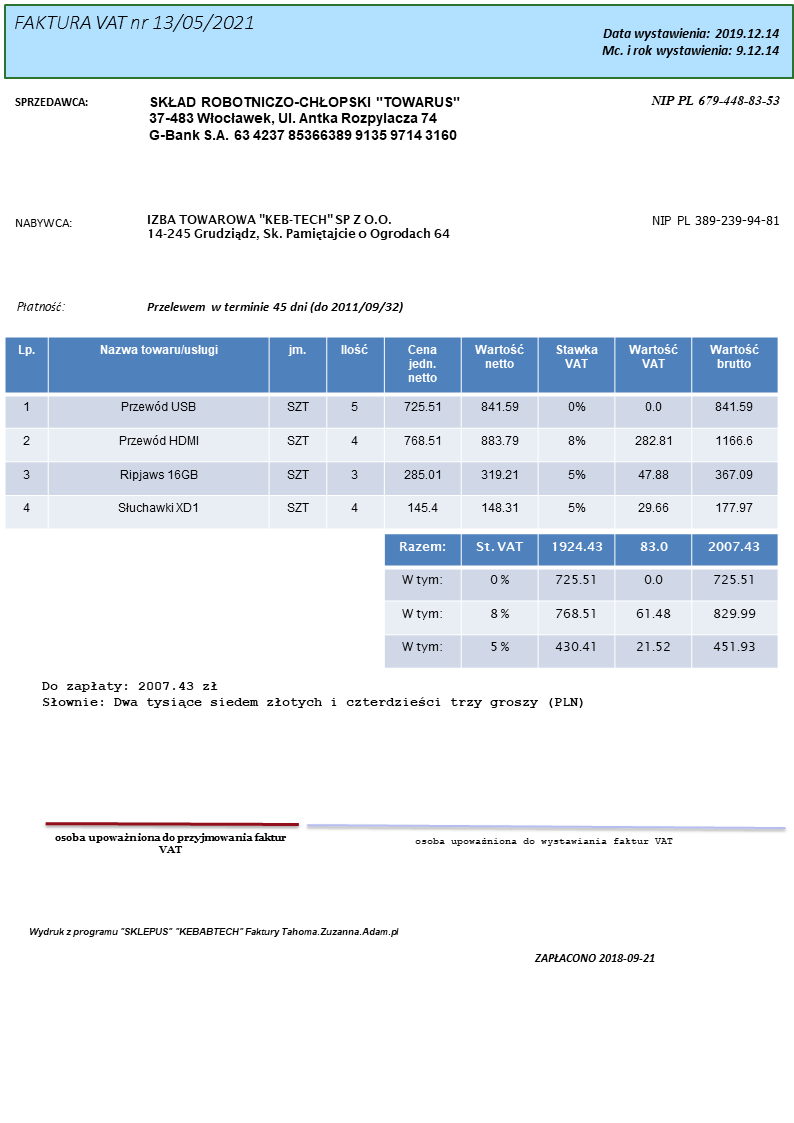 FAKTURA VAT nr 13/05/2021
Data wystawienia: 2019.12.14
Mc. i rok wystawienia: 9.12.14
SPRZEDAWCA: SKŁAD ROBOTNICZO-CHŁOPSKI "TOWARUS" NIP PL 679-448-83-53
37-483 Włocławek, Ul. Antka Rozpylacza 74
G-Bank S.A. 63 4237 85366389 9135 9714 3160
NABYWCA: IZBA TOWAROWA "KEB-TECH" SP Z O.O. NIP PL 389-239-94-81
14-245 Grudziądz, Sk. Pamiętajcie o Ogrodach 64
Płatność: Przelewem w terminie 45 dni (do 2011/09/32)
Lp. Nazwa towaru/usługi jm. Ilość Cena jedn. netto Wartość netto Stawka VAT Wartość VAT Wartość brutto
1 Przewód USB SZT 5 725.51 841.59 0% 0.0 841.59
2 Przewód HDMI SZT 4 768.51 883.79 8% 282.81 1166.6
3 Ripjaws 16GB SZT 3 285.01 319.21 5% 47.88 367.09
4 Słuchawki XD1 SZT 4 145.4 148.31 5% 29.66 177.97
Razem: St. VAT 1924.43 83.0 2007.43
W tym: 0 % 725.51 0.0 725.51
W tym: 8 % 768.51 61.48 829.99
W tym: 5 % 430.41 21.52 451.93
Do zapłaty: 2007.43 zł
Słownie: Dwa tysiące siedem złotych i czterdzieści trzy groszy (PLN)
osoba upoważniona do przyjmowania faktur
VAT
osoba upoważniona do wystawiania faktur VAT
Wydruk z programu "SKLEPUS" "KEBABTECH" Faktury Tahoma.Zuzanna.Adam.pl
ZAPŁACONO 2018-09-21